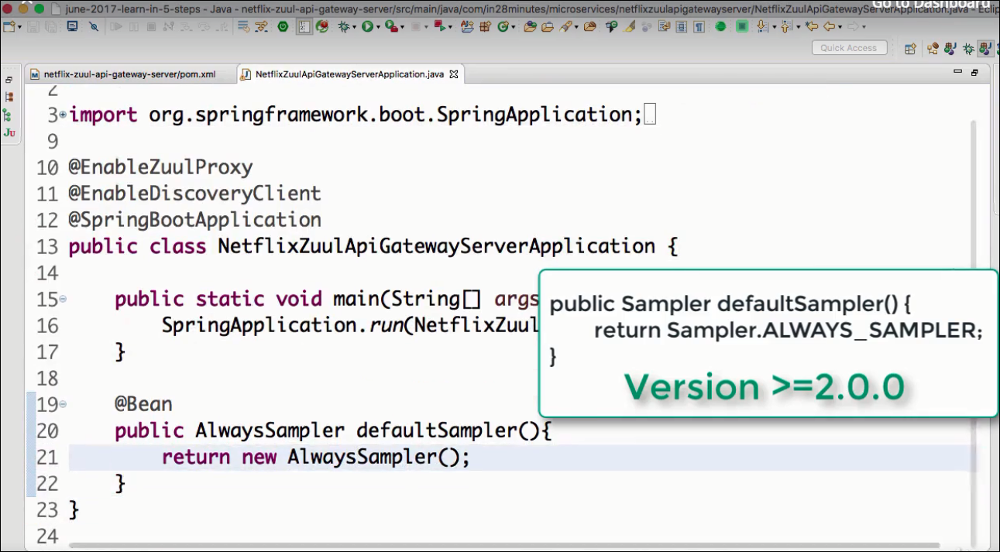 Go to Dashboard
june-2017-learn-in-5-steps - Java - netflix-zuul-api-gateway-server/src/main/java/com/in28minutes/microservices/netflixzuulapigatewayserver/NetflixZuulApiGatewayServerApplication.java - Eclip
Quick Access
netflix-zuul-api-gateway-server/pom.xml
NetflixZuulApiGatewayServerApplication.java
2
3 import org.springframework.boot.SpringApplication;
9
10 @EnableZuulProxy
11 @EnableDiscoveryClient
12 @SpringBootApplication
13 public class NetflixZuulApiGatewayServerApplication {
14
15 public static void main(String[] args
16 SpringApplication.run(NetflixZuul
17 }
18
19 @Bean
20 public AlwaysSampler defaultSampler(){
21 return new AlwaysSampler();
22 }
23 }
24
public Sampler defaultSampler() {
return Sampler.ALWAYS_SAMPLER;
}
Version >=2.0.0